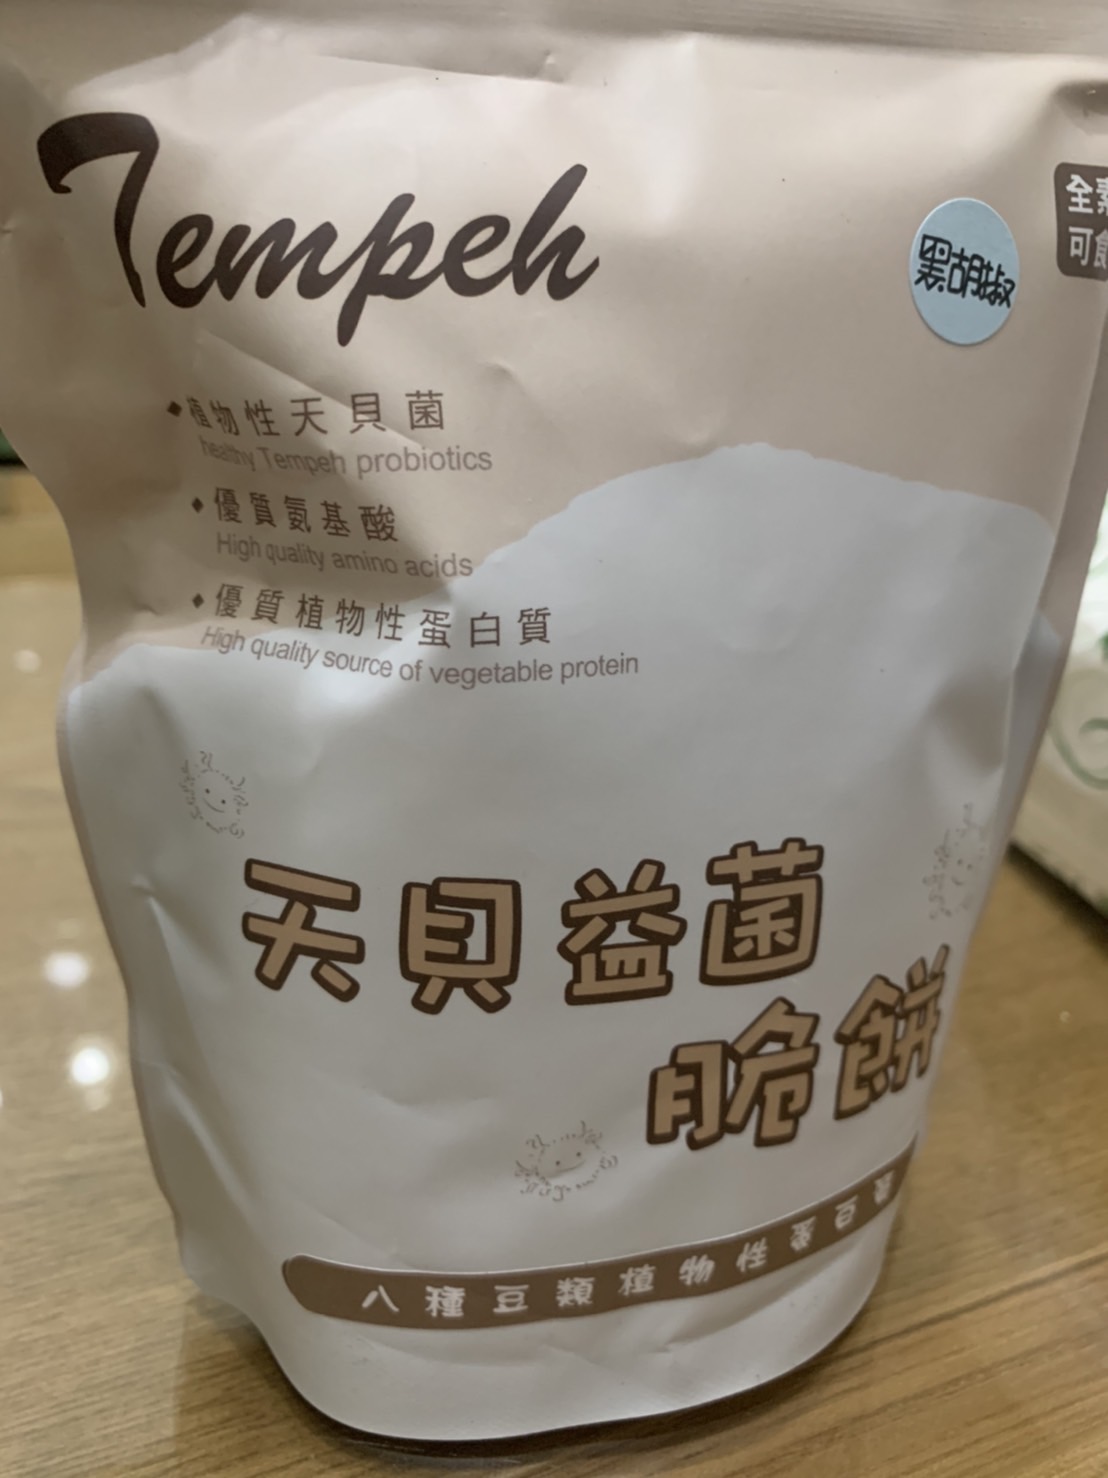 Tempeh
全素
可食
黑胡椒
植物性天貝菌
healthy Tempeh probiotics
優質氨基酸
High quality amino acids
優質植物性蛋白質
High quality source of vegetable protein
天貝益菌
脆餅
八種豆類植物性蛋白質